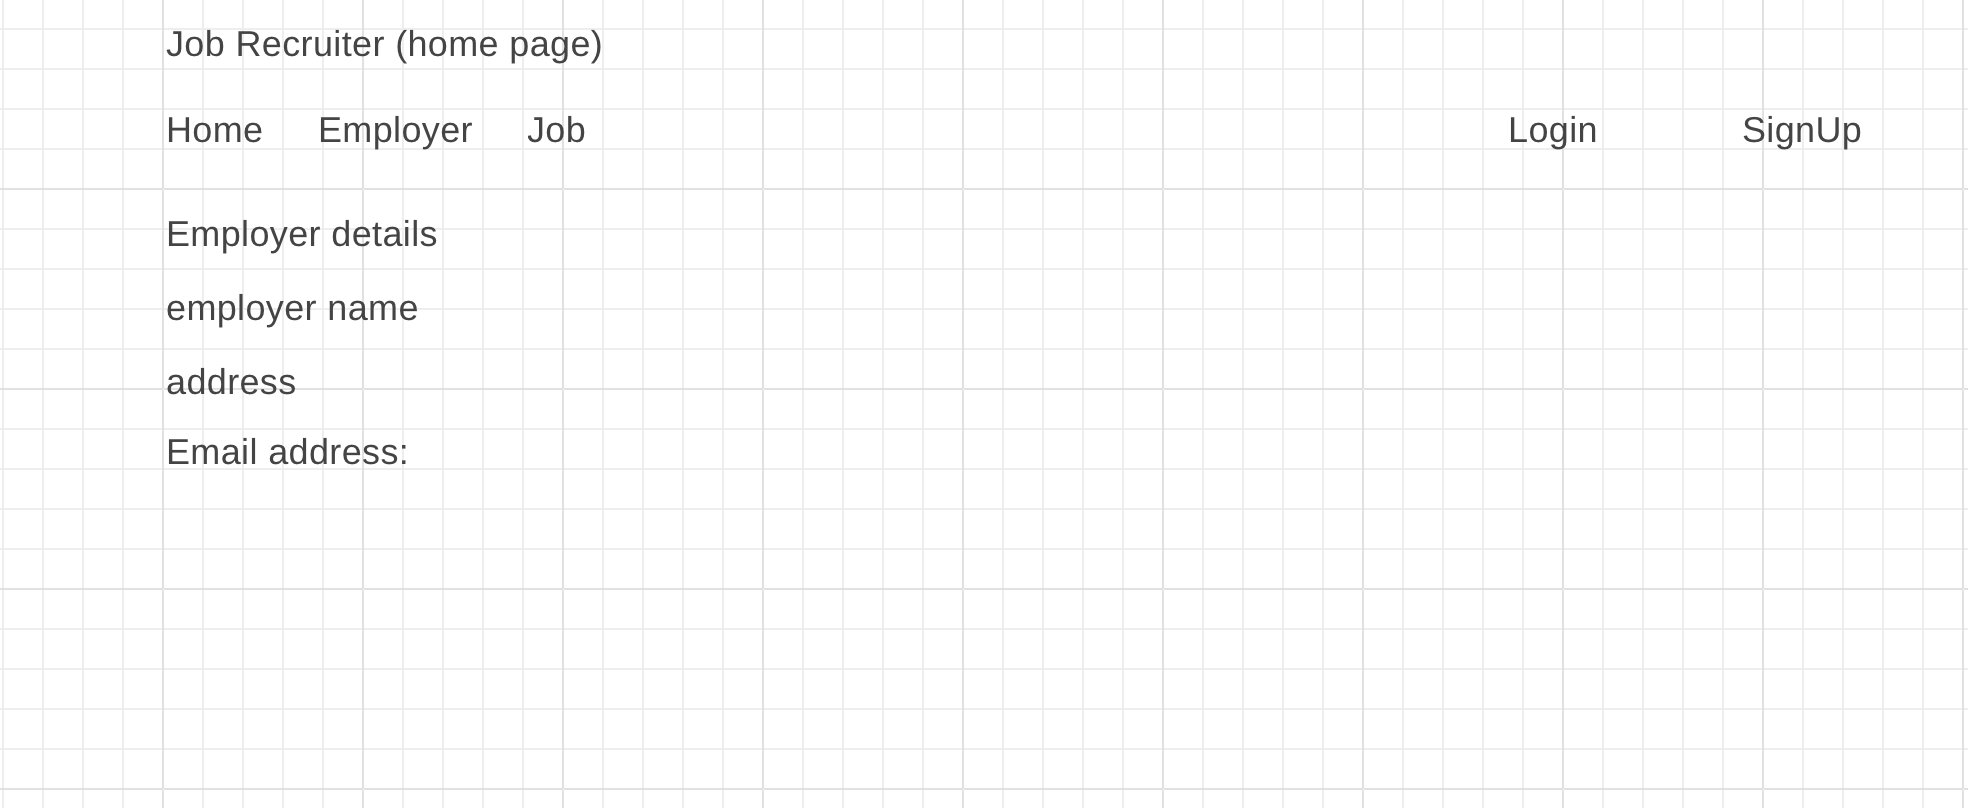 Job Recruiter (home page)
Home Employer Job Login SignUp
Employer details
employer name
address
Email address: